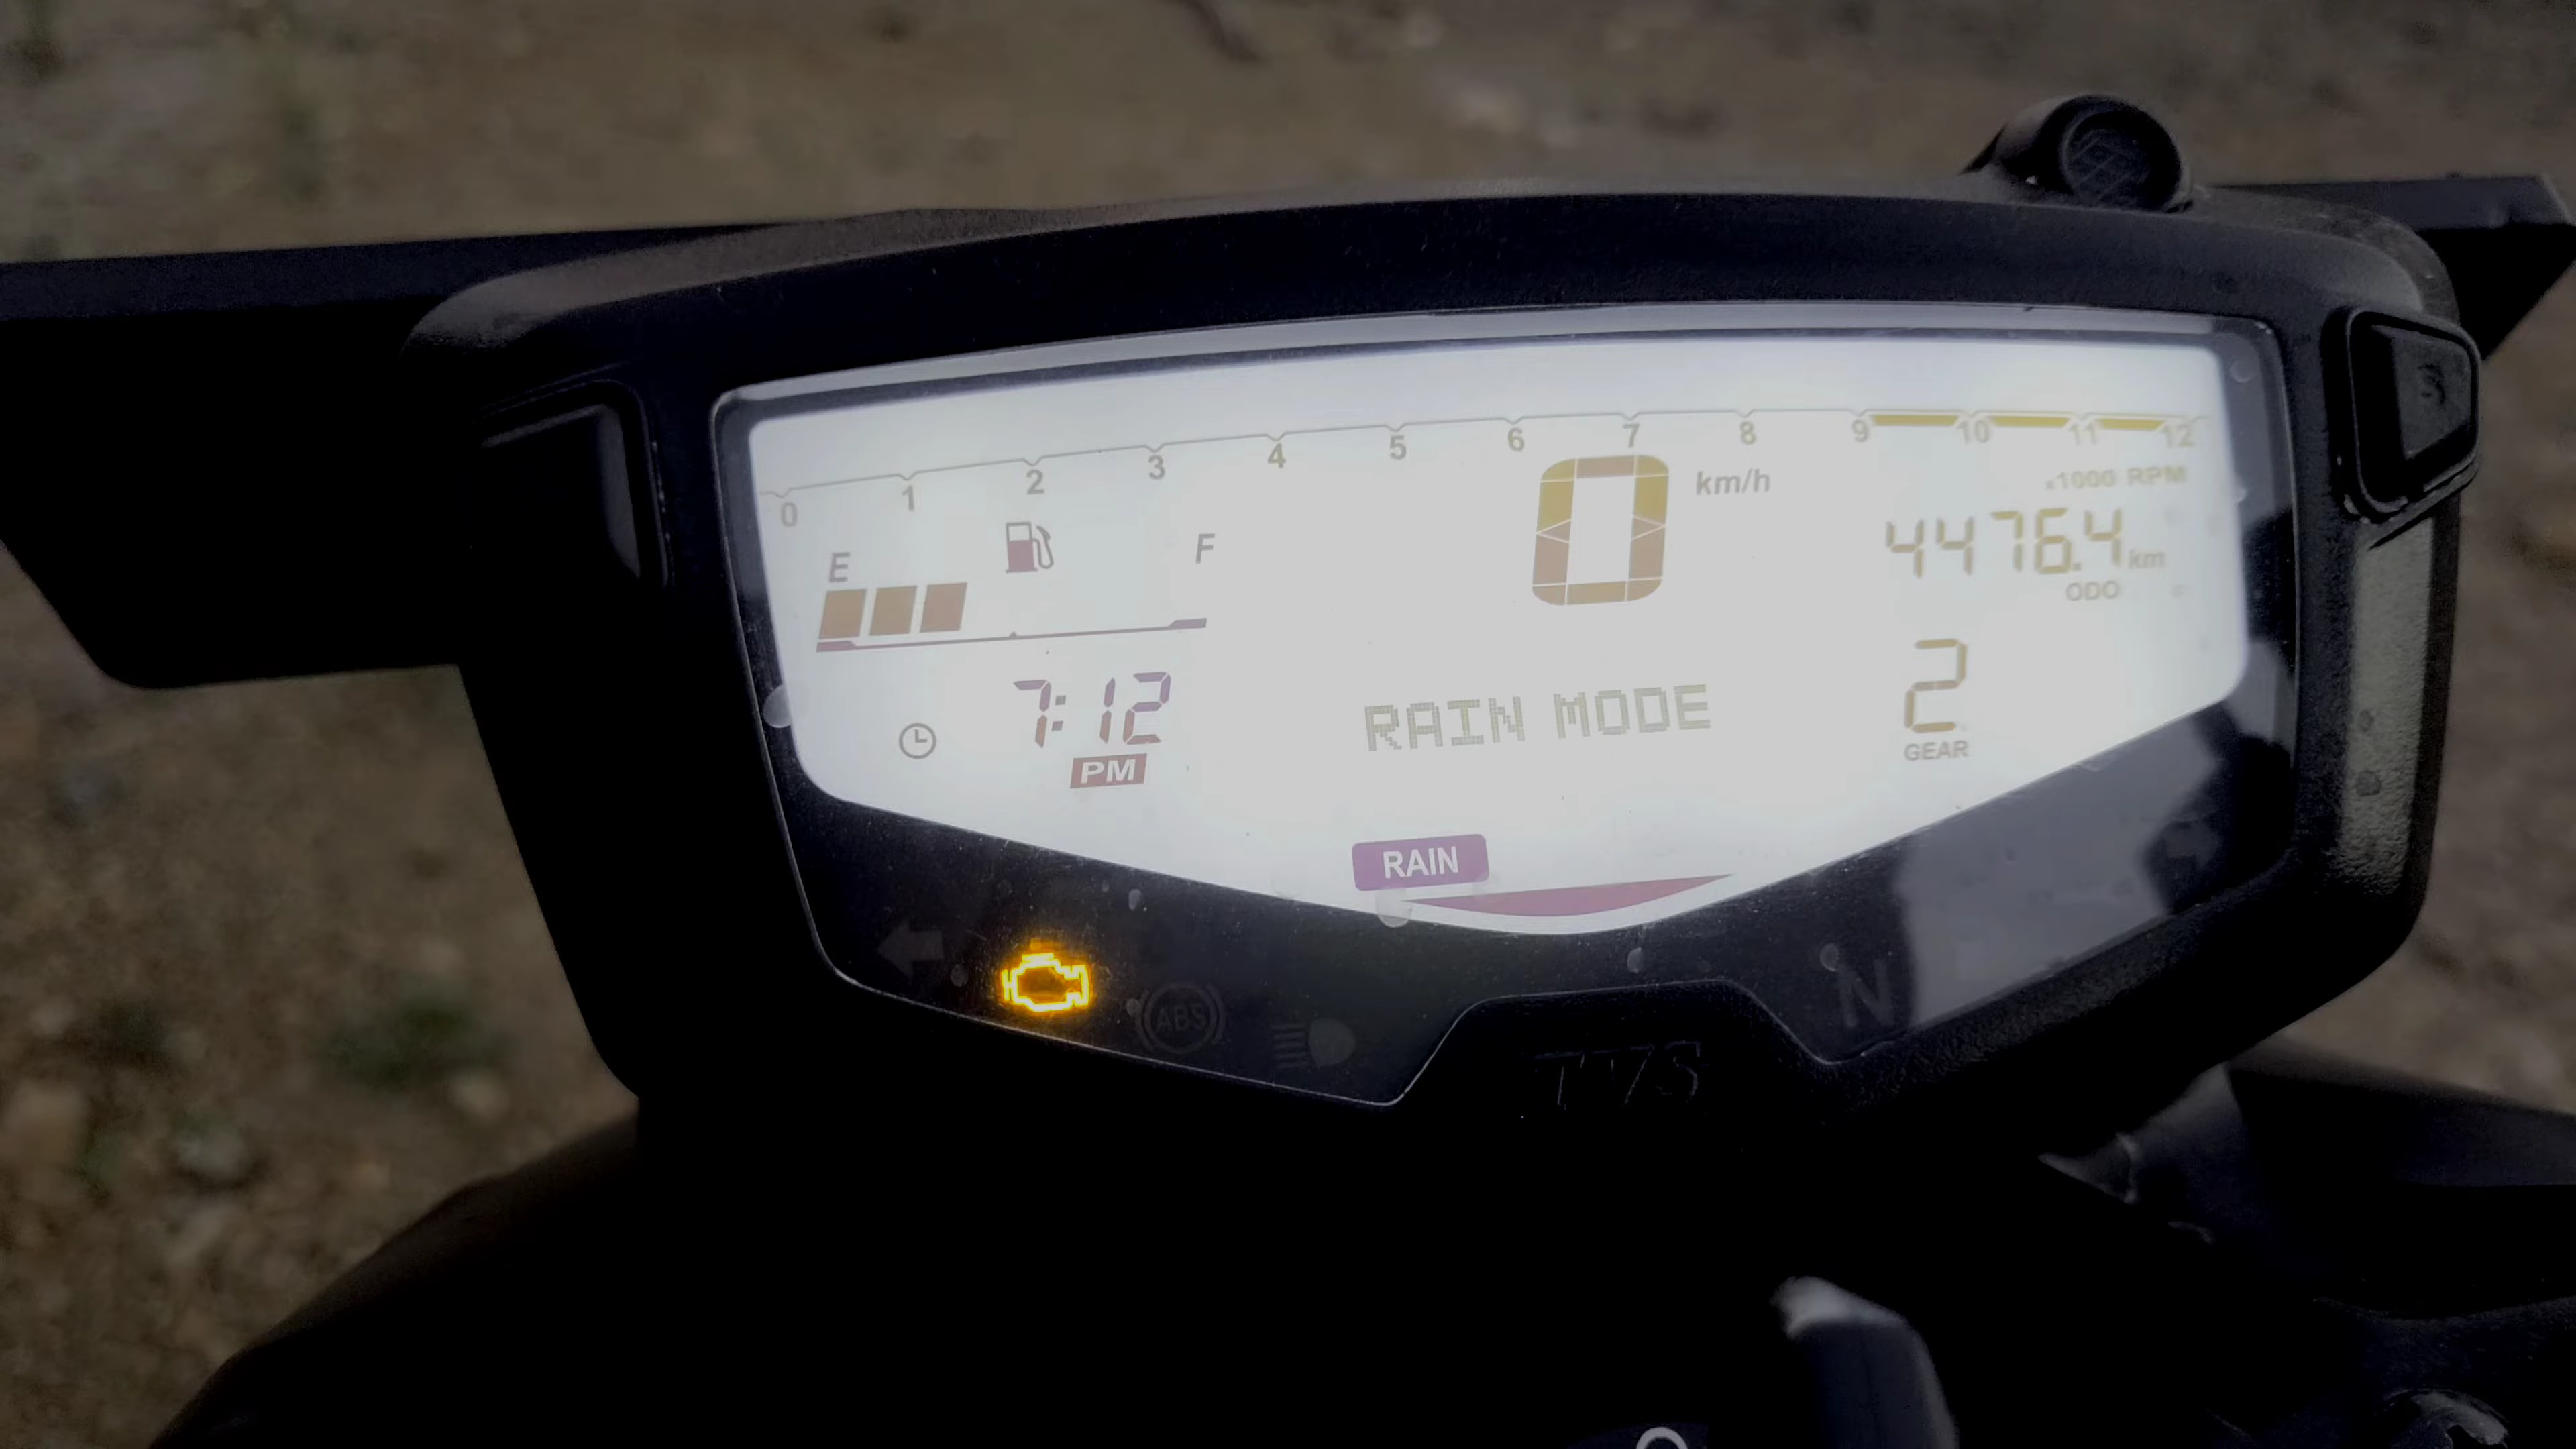 0 1 2 3 4 5 6 7 8 9 10 11 12
x1000 RPM
0 km/h
E F
4476.4 km
ODO
7:12
PM
RAIN MODE
2
GEAR
RAIN
ABS
N
TVS
S